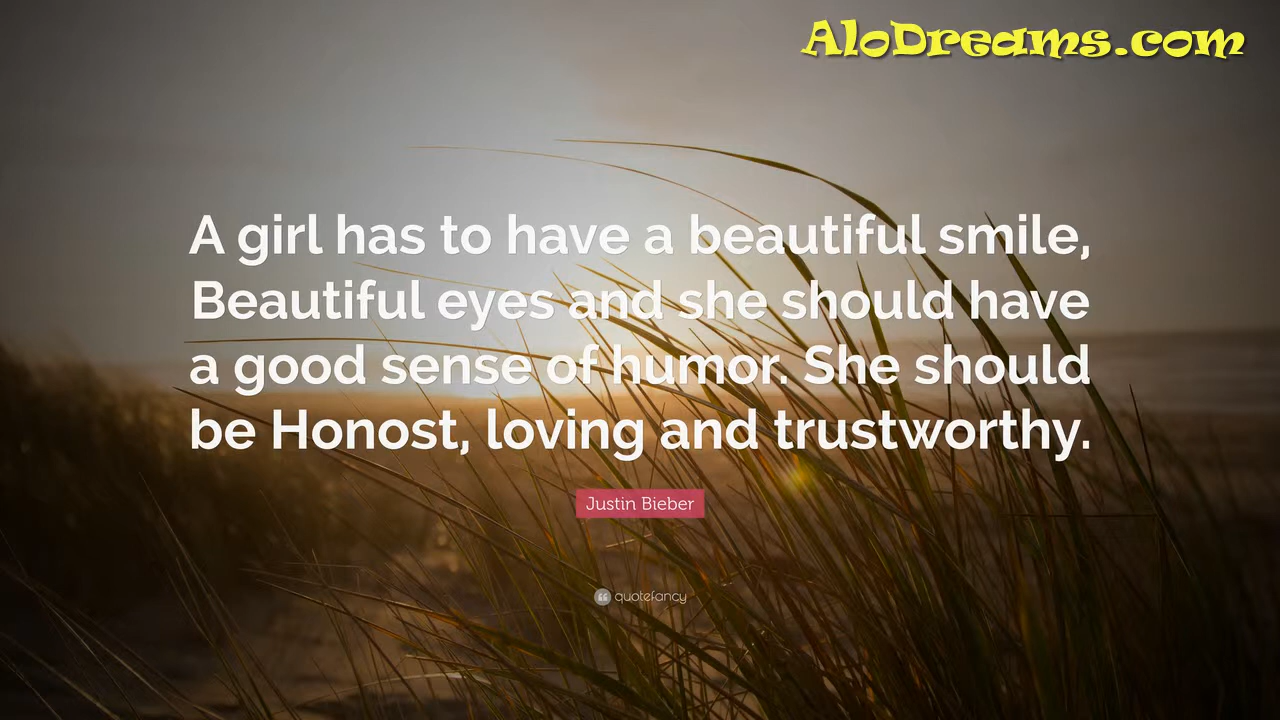 AloDreams.com
A girl has to have a beautiful smile,
Beautiful eyes and she should have
a good sense of humor. She should
be Honost, loving and trustworthy.
Justin Bieber
quotefancy